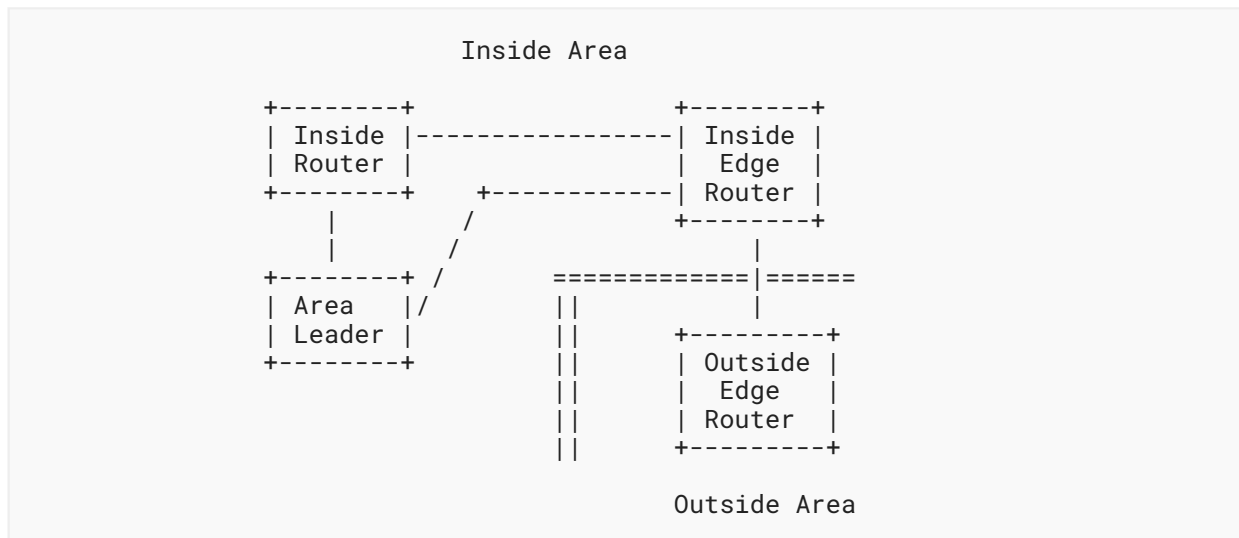 Inside Area
+--------+                 +--------+
| Inside |-----------------| Inside |
| Router |                 |  Edge  |
+--------+    +------------| Router |
    |        /             +--------+
    |       /                   |
+--------+ /       =============|======
| Area   |/        ||           |
| Leader |         ||      +---------+
+--------+         ||      | Outside |
                   ||      |  Edge   |
                   ||      | Router  |
                   ||      +---------+
Outside Area